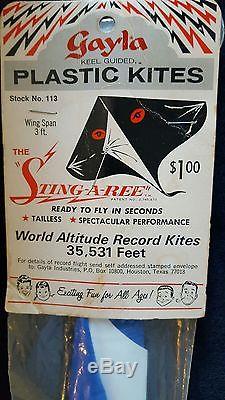 Gayla
KEEL GUIDED
PLASTIC KITES
Stock No. 113
Wing Span
3 ft.
THE
"STING-A-REE"
$1.00
READY TO FLY IN SECONDS
★ TAILLESS ★ SPECTACULAR PERFORMANCE
World Altitude Record Kites
35,531 Feet
For details of record flight send self addressed stamped envelope
to: Gayla Industries, P.O. Box 10800, Houston, Texas 77018
Exciting Fun for All Ages!